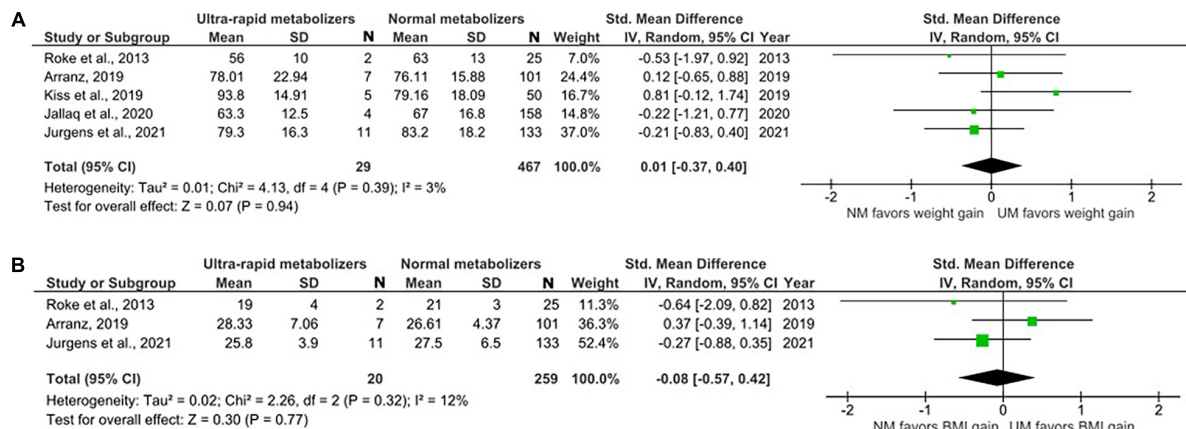 A
Ultra-rapid metabolizers Normal metabolizers Std. Mean Difference Std. Mean Difference
Study or Subgroup Mean SD N Mean SD N Weight IV, Random, 95% CI Year IV, Random, 95% CI
Roke et al., 2013 56 10 2 63 13 25 7.0% -0.53 [-1.97, 0.92] 2013
Arranz, 2019 78.01 22.94 7 76.11 15.88 101 24.4% 0.12 [-0.65, 0.88] 2019
Kiss et al., 2019 93.8 14.91 5 79.16 18.09 50 16.7% 0.81 [-0.12, 1.74] 2019
Jallaq et al., 2020 63.3 12.5 4 67 16.8 158 14.8% -0.22 [-1.21, 0.77] 2020
Jurgens et al., 2021 79.3 16.3 11 83.2 18.2 133 37.0% -0.21 [-0.83, 0.40] 2021
Total (95% CI) 29 467 100.0% 0.01 [-0.37, 0.40]
Heterogeneity: Tau² = 0.01; Chi² = 4.13, df = 4 (P = 0.39); I² = 3%
Test for overall effect: Z = 0.07 (P = 0.94)
-2 -1 0 1 2
NM favors weight gain UM favors weight gain
B
Ultra-rapid metabolizers Normal metabolizers Std. Mean Difference Std. Mean Difference
Study or Subgroup Mean SD N Mean SD N Weight IV, Random, 95% CI Year IV, Random, 95% CI
Roke et al., 2013 19 4 2 21 3 25 11.3% -0.64 [-2.09, 0.82] 2013
Arranz, 2019 28.33 7.06 7 26.61 4.37 101 36.3% 0.37 [-0.39, 1.14] 2019
Jurgens et al., 2021 25.8 3.9 11 27.5 6.5 133 52.4% -0.27 [-0.88, 0.35] 2021
Total (95% CI) 20 259 100.0% -0.08 [-0.57, 0.42]
Heterogeneity: Tau² = 0.02; Chi² = 2.26, df = 2 (P = 0.32); I² = 12%
Test for overall effect: Z = 0.30 (P = 0.77)
-2 -1 0 1 2
NM favors BMI gain UM favors BMI gain